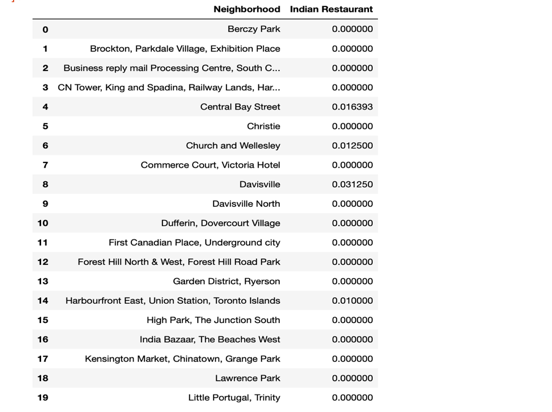 Neighborhood Indian Restaurant
0 Berczy Park 0.000000
1 Brockton, Parkdale Village, Exhibition Place 0.000000
2 Business reply mail Processing Centre, South C... 0.000000
3 CN Tower, King and Spadina, Railway Lands, Har... 0.000000
4 Central Bay Street 0.016393
5 Christie 0.000000
6 Church and Wellesley 0.012500
7 Commerce Court, Victoria Hotel 0.000000
8 Davisville 0.031250
9 Davisville North 0.000000
10 Dufferin, Dovercourt Village 0.000000
11 First Canadian Place, Underground city 0.000000
12 Forest Hill North & West, Forest Hill Road Park 0.000000
13 Garden District, Ryerson 0.000000
14 Harbourfront East, Union Station, Toronto Islands 0.010000
15 High Park, The Junction South 0.000000
16 India Bazaar, The Beaches West 0.000000
17 Kensington Market, Chinatown, Grange Park 0.000000
18 Lawrence Park 0.000000
19 Little Portugal, Trinity 0.000000